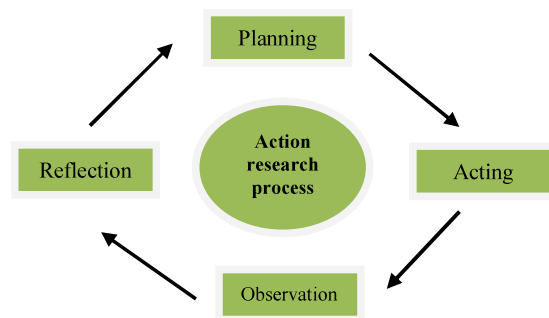 Planning
Action
research
process
Reflection
Acting
Observation